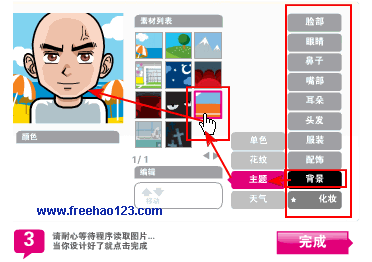 素材列表
脸部
眼睛
鼻子
嘴部
耳朵
头发
服装
配饰
背景
★ 化妆
单色
花纹
主题
天气
颜色
1/1
编辑
移动
www.freehao123.com
3
请耐心等待程序读取图片...
当你设计好了就点击完成
完成